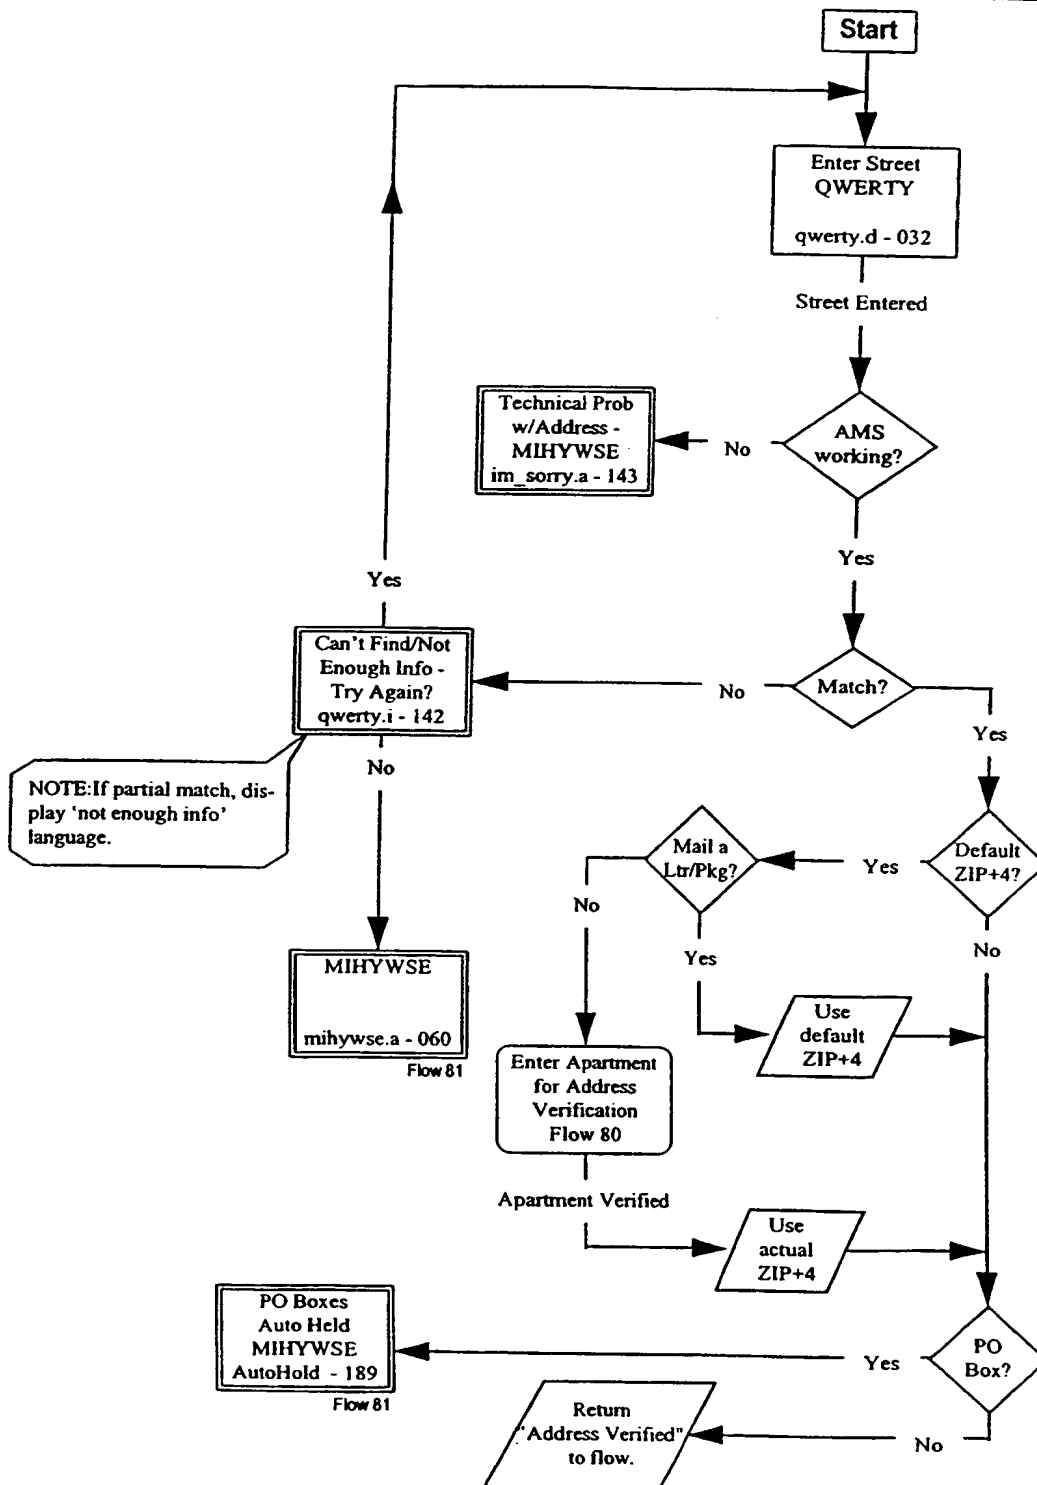 Start
Enter Street
QWERTY
qwerty.d - 032
Street Entered
Technical Prob
w/Address -
MIHYWSE
im_sorry.a - 143
No
AMS
working?
Yes
Yes
Can't Find/Not
Enough Info -
Try Again?
qwerty.i - 142
No
Match?
Yes
No
NOTE:If partial match, dis-
play 'not enough info'
language.
Mail a
Ltr/Pkg?
Yes
Default
ZIP+4?
No
Yes
No
MIHYWSE
mihywse.a - 060
Flow 81
Use
default
ZIP+4
Enter Apartment
for Address
Verification
Flow 80
Apartment Verified
Use
actual
ZIP+4
PO Boxes
Auto Held
MIHYWSE
AutoHold - 189
Flow 81
Yes
PO
Box?
Return
"Address Verified"
to flow.
No